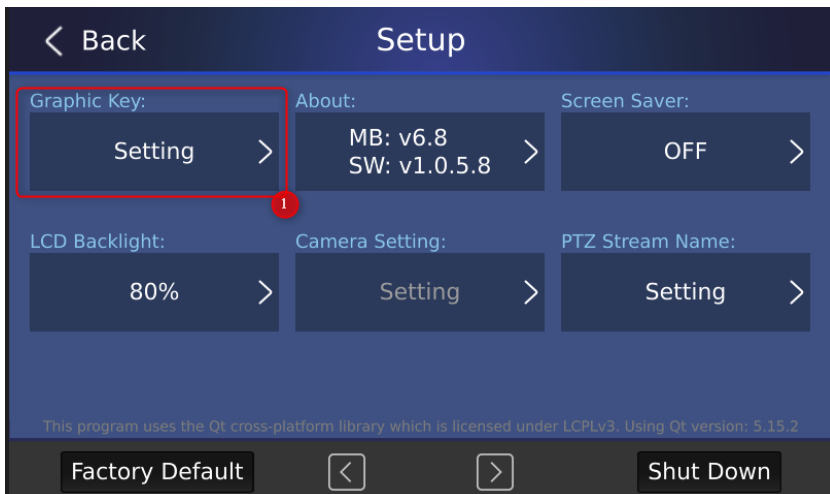 Back
Setup
Graphic Key:
About:
Screen Saver:
Setting
MB: v6.8
SW: v1.0.5.8
OFF
1
LCD Backlight:
Camera Setting:
PTZ Stream Name:
80%
Setting
Setting
This program uses the Qt cross-platform library which is licensed under LCPLv3. Using Qt version: 5.15.2
Factory Default
Shut Down